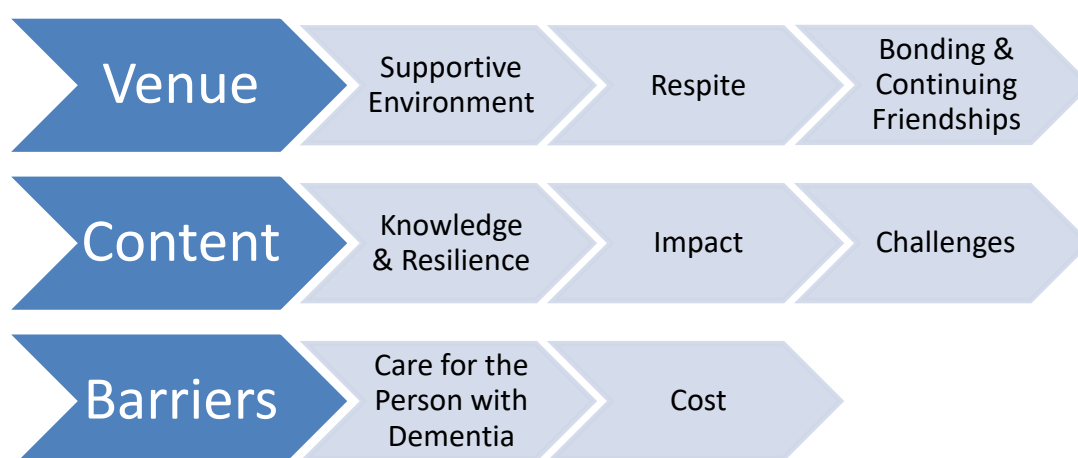 Venue
Supportive
Environment
Respite
Bonding &
Continuing
Friendships
Content
Knowledge
& Resilience
Impact
Challenges
Barriers
Care for the
Person with
Dementia
Cost